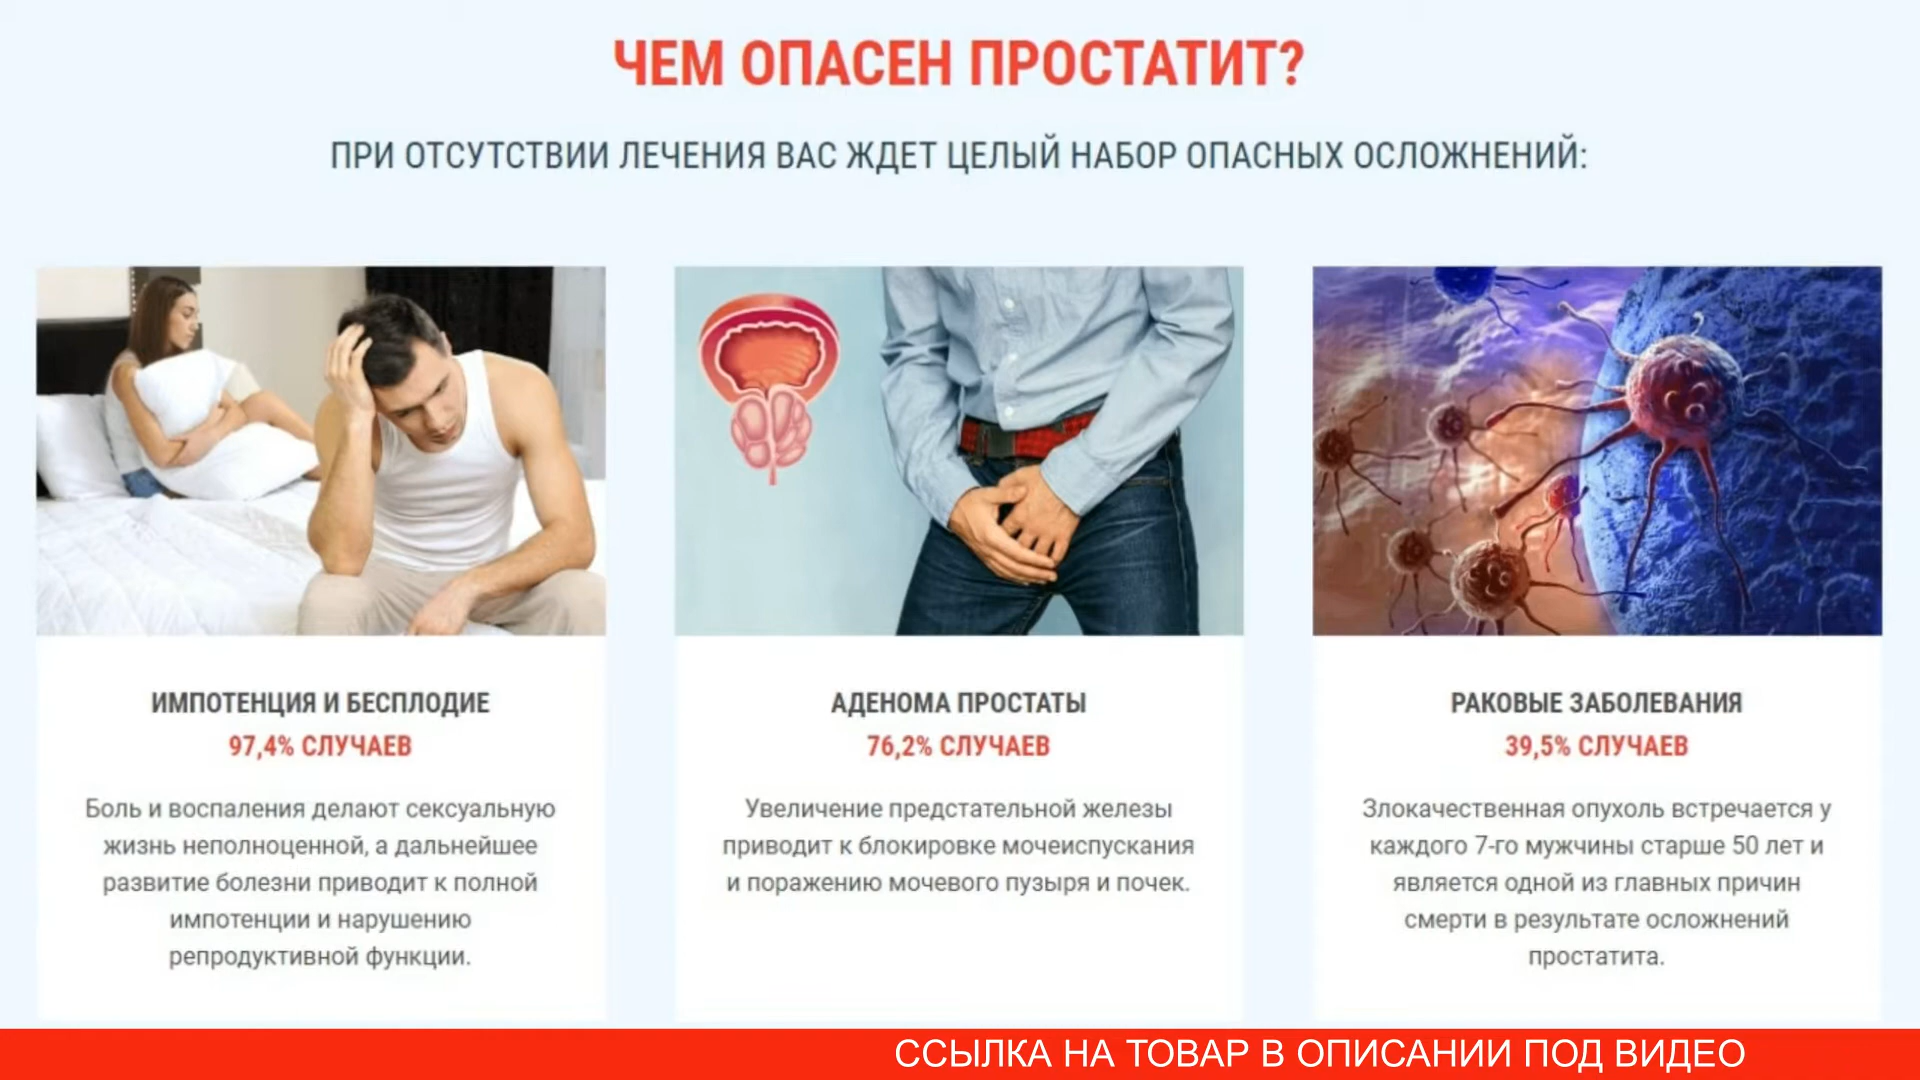 ЧЕМ ОПАСЕН ПРОСТАТИТ?
ПРИ ОТСУТСТВИИ ЛЕЧЕНИЯ ВАС ЖДЕТ ЦЕЛЫЙ НАБОР ОПАСНЫХ ОСЛОЖНЕНИЙ:
ИМПОТЕНЦИЯ И БЕСПЛОДИЕ
97,4% СЛУЧАЕВ
Боль и воспаления делают сексуальную
жизнь неполноценной, а дальнейшее
развитие болезни приводит к полной
импотенции и нарушению
репродуктивной функции.
АДЕНОМА ПРОСТАТЫ
76,2% СЛУЧАЕВ
Увеличение предстательной железы
приводит к блокировке мочеиспускания
и поражению мочевого пузыря и почек.
РАКОВЫЕ ЗАБОЛЕВАНИЯ
39,5% СЛУЧАЕВ
Злокачественная опухоль встречается у
каждого 7-го мужчины старше 50 лет и
является одной из главных причин
смерти в результате осложнений
простатита.
ССЫЛКА НА ТОВАР В ОПИСАНИИ ПОД ВИДЕО